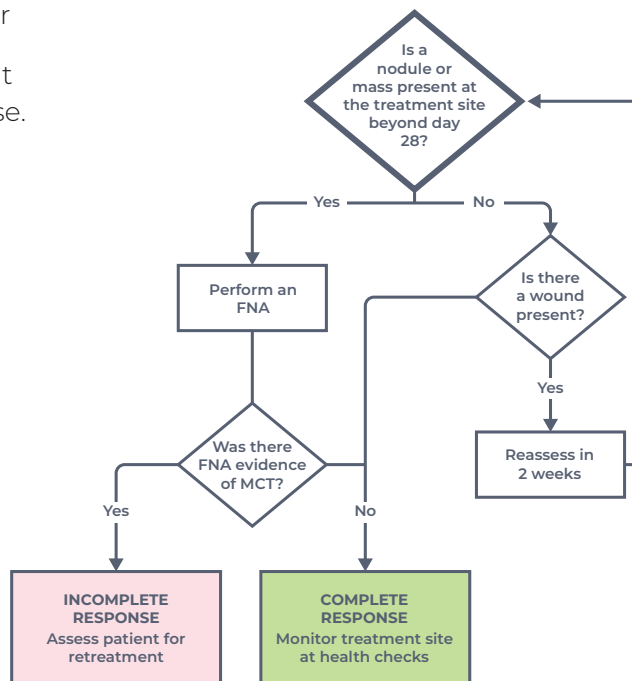 r
t
se.
Is a
nodule or
mass present at
the treatment site
beyond day
28?
Yes
No
Perform an
FNA
Is there
a wound
present?
Yes
Was there
FNA evidence
of MCT?
Reassess in
2 weeks
Yes
No
INCOMPLETE
RESPONSE
Assess patient for
retreatment
COMPLETE
RESPONSE
Monitor treatment site
at health checks